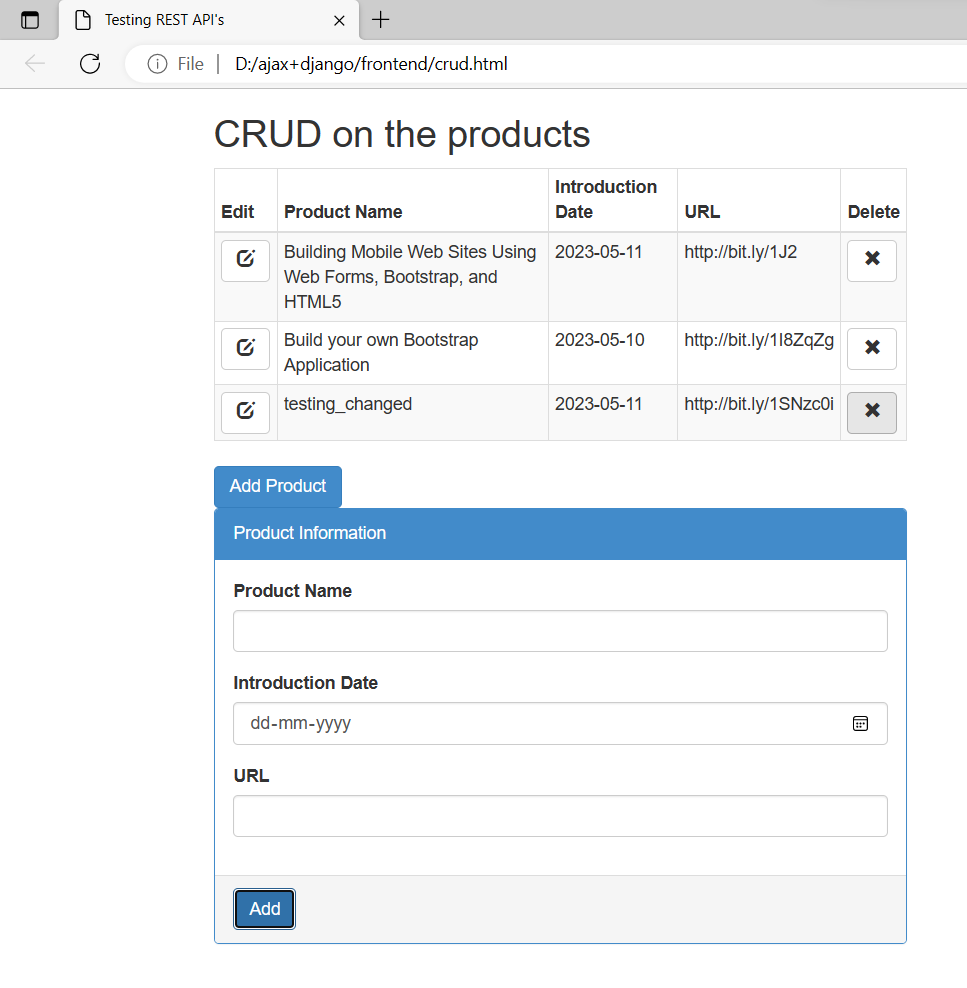 Testing REST API's
File
D:/ajax+django/frontend/crud.html
CRUD on the products
Edit Product Name Introduction Date URL Delete
Building Mobile Web Sites Using Web Forms, Bootstrap, and HTML5 2023-05-11 http://bit.ly/1J2
Build your own Bootstrap Application 2023-05-10 http://bit.ly/1I8ZqZg
testing_changed 2023-05-11 http://bit.ly/1SNzc0i
Add Product
Product Information
Product Name
Introduction Date
dd-mm-yyyy
URL
Add